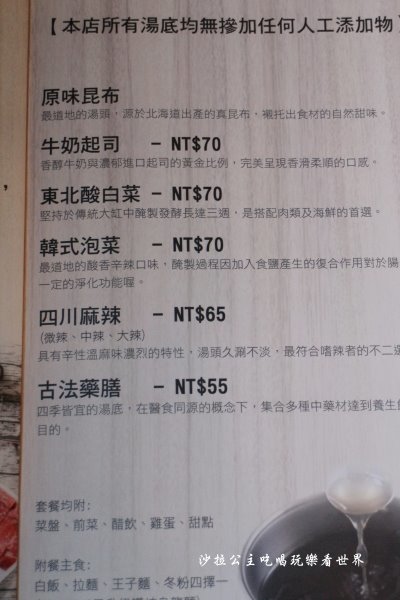 【本店所有湯底均無摻加任何人工添加物】
原味昆布
最道地的湯頭，源於北海道出產的真昆布，襯托出食材的自然甜味。
牛奶起司 - NT$70
香醇牛奶與濃郁進口起司的黃金比例，完美呈現香滑柔順的口感。
東北酸白菜 - NT$70
堅持於傳統大缸中醃製發酵長達三週，是搭配肉類及海鮮的首選。
韓式泡菜 - NT$70
最道地的酸香辛辣口味，醃製過程因加入食鹽產生的復合作用對於腸
一定的淨化功能喔。
四川麻辣 - NT$65
(微辣、中辣、大辣)
具有辛性溫麻味濃烈的特性，湯頭久涮不淡，最符合嗜辣者的不二選
古法藥膳 - NT$55
四季皆宜的湯底，在醫食同源的概念下，集合多種中藥材達到養生飲
目的。
套餐均附:
菜盤、前菜、醋飲、雞蛋、甜點
附餐主食:
白飯、拉麵、王子麵、冬粉四擇一
沙拉公主吃喝玩樂看世界